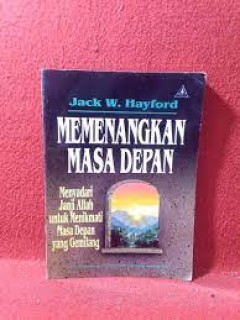 Jack W. Hayford
MEMENANGKAN
MASA DEPAN
Menyadari
Janji Allah
untuk Menikmati
Masa Depan
yang Gemilang